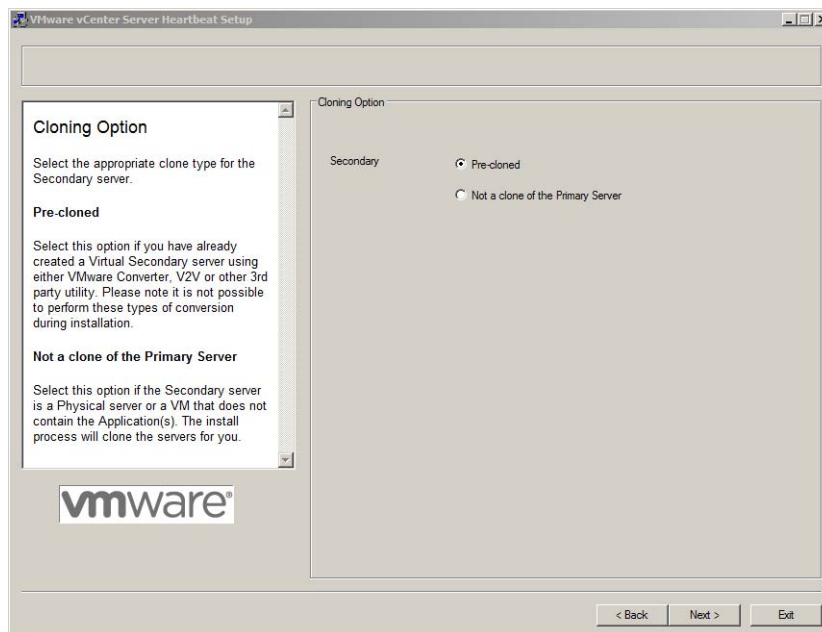 VMware vCenter Server Heartbeat Setup
Cloning Option
Select the appropriate clone type for the
Secondary server.
Pre-cloned
Select this option if you have already
created a Virtual Secondary server using
either VMware Converter, V2V or other 3rd
party utility. Please note it is not possible
to perform these types of conversion
during installation.
Not a clone of the Primary Server
Select this option if the Secondary server
is a Physical server or a VM that does not
contain the Application(s). The install
process will clone the servers for you.
vmware®
Cloning Option
Secondary
Pre-cloned
Not a clone of the Primary Server
< Back
Next >
Exit